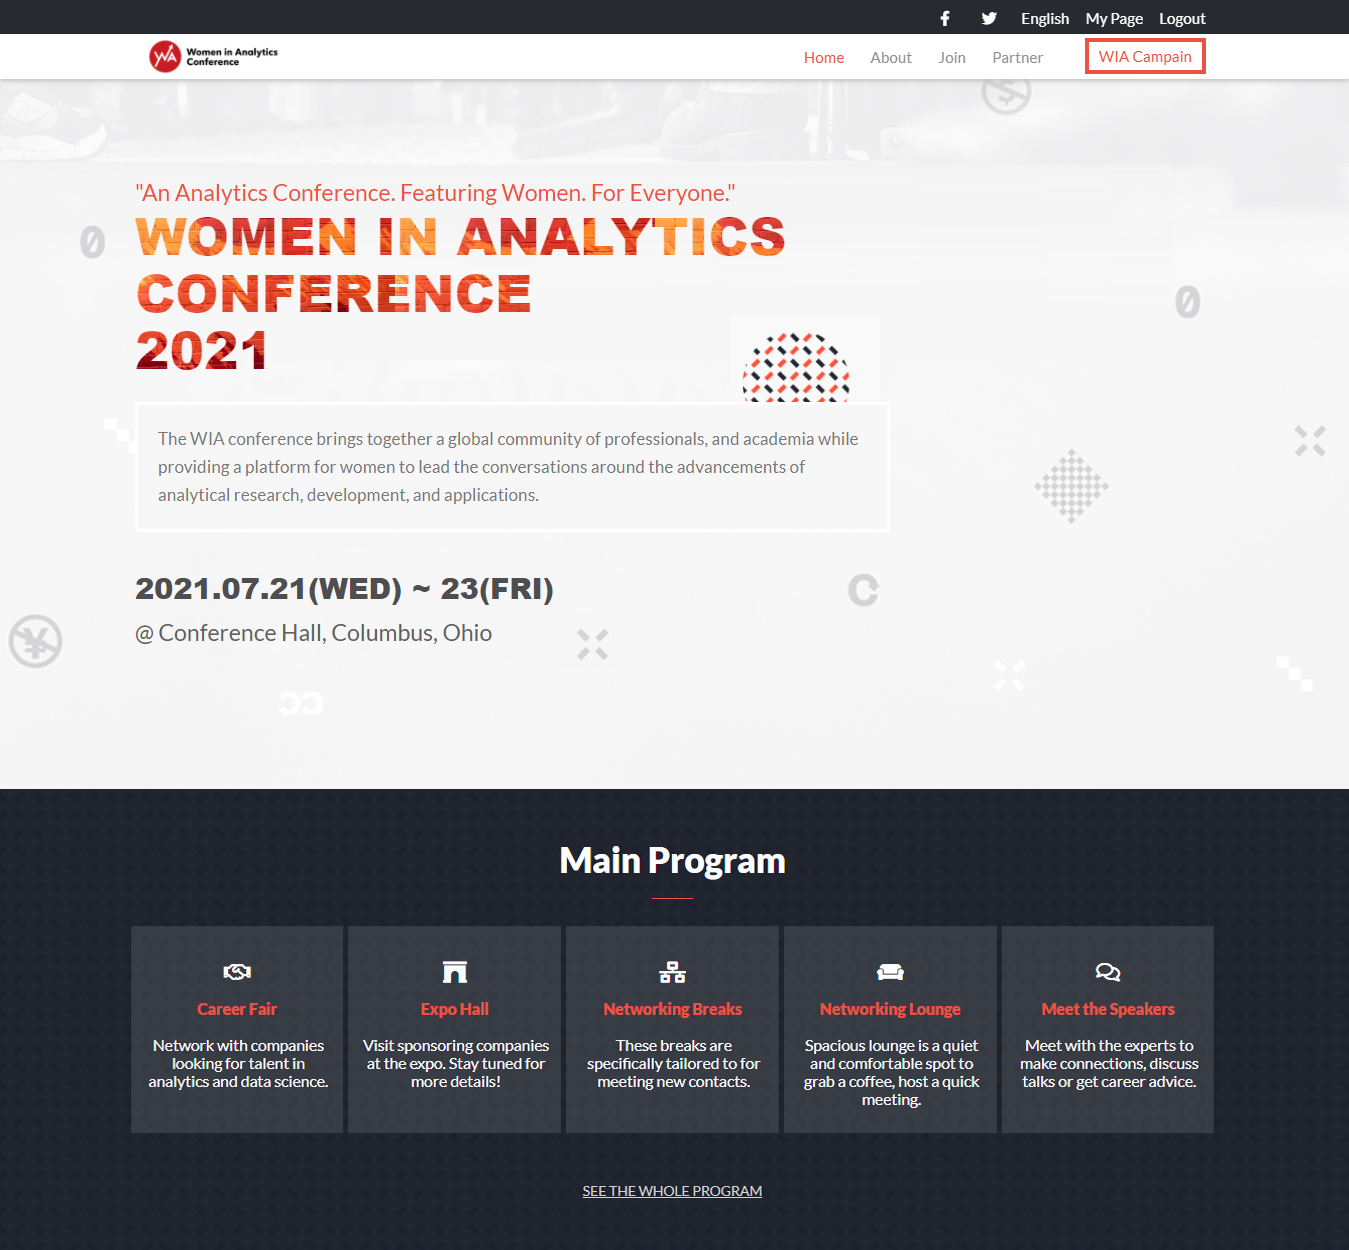 English My Page Logout
WA Women in Analytics
Conference
Home About Join Partner WIA Campain
"An Analytics Conference. Featuring Women. For Everyone."
WOMEN IN ANALYTICS
CONFERENCE
2021
The WIA conference brings together a global community of professionals, and academia while
providing a platform for women to lead the conversations around the advancements of
analytical research, development, and applications.
2021.07.21(WED) ~ 23(FRI)
@ Conference Hall, Columbus, Ohio
Main Program
Career Fair
Network with companies
looking for talent in
analytics and data science.
Expo Hall
Visit sponsoring companies
at the expo. Stay tuned for
more details!
Networking Breaks
These breaks are
specifically tailored to for
meeting new contacts.
Networking Lounge
Spacious lounge is a quiet
and comfortable spot to
grab a coffee, host a quick
meeting.
Meet the Speakers
Meet with the experts to
make connections, discuss
talks or get career advice.
SEE THE WHOLE PROGRAM